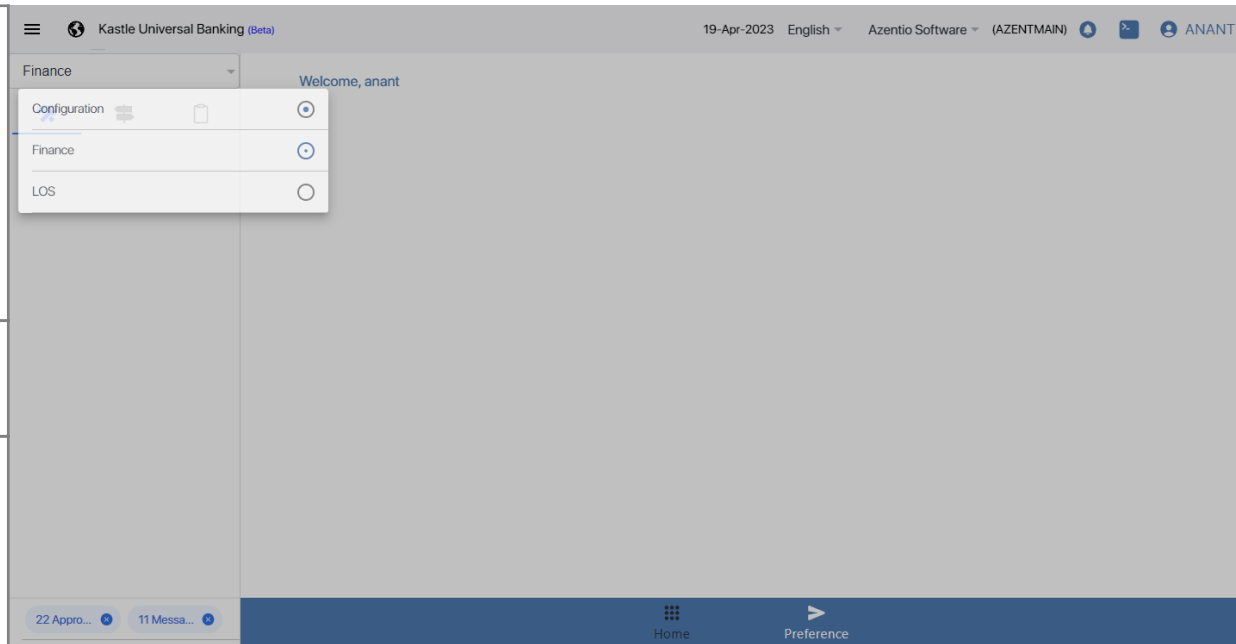 Kastle Universal Banking (Beta) 19-Apr-2023 English Azentio Software (AZENTMAIN) ANANT
Finance
Welcome, anant
Configuration
Finance
LOS
22 Appro... 11 Messa...
Home Preference